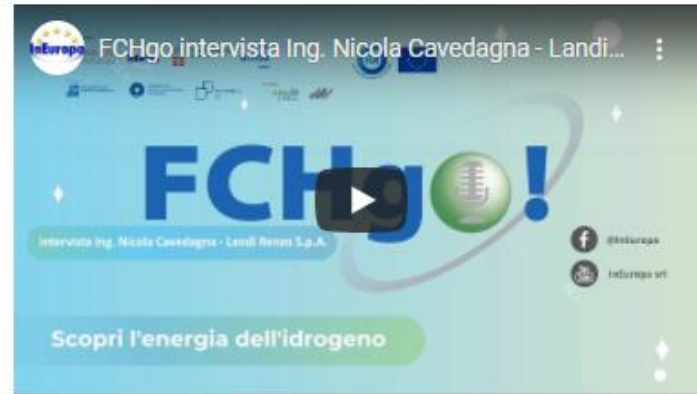 InEuropa
FCHgo intervista Ing. Nicola Cavedagna - Landi...
FCHgo!
intervista Ing. Nicola Cavedagna - Landi Renzo S.p.A.
@InEuropa
InEuropa srl
Scopri l'energia dell'idrogeno